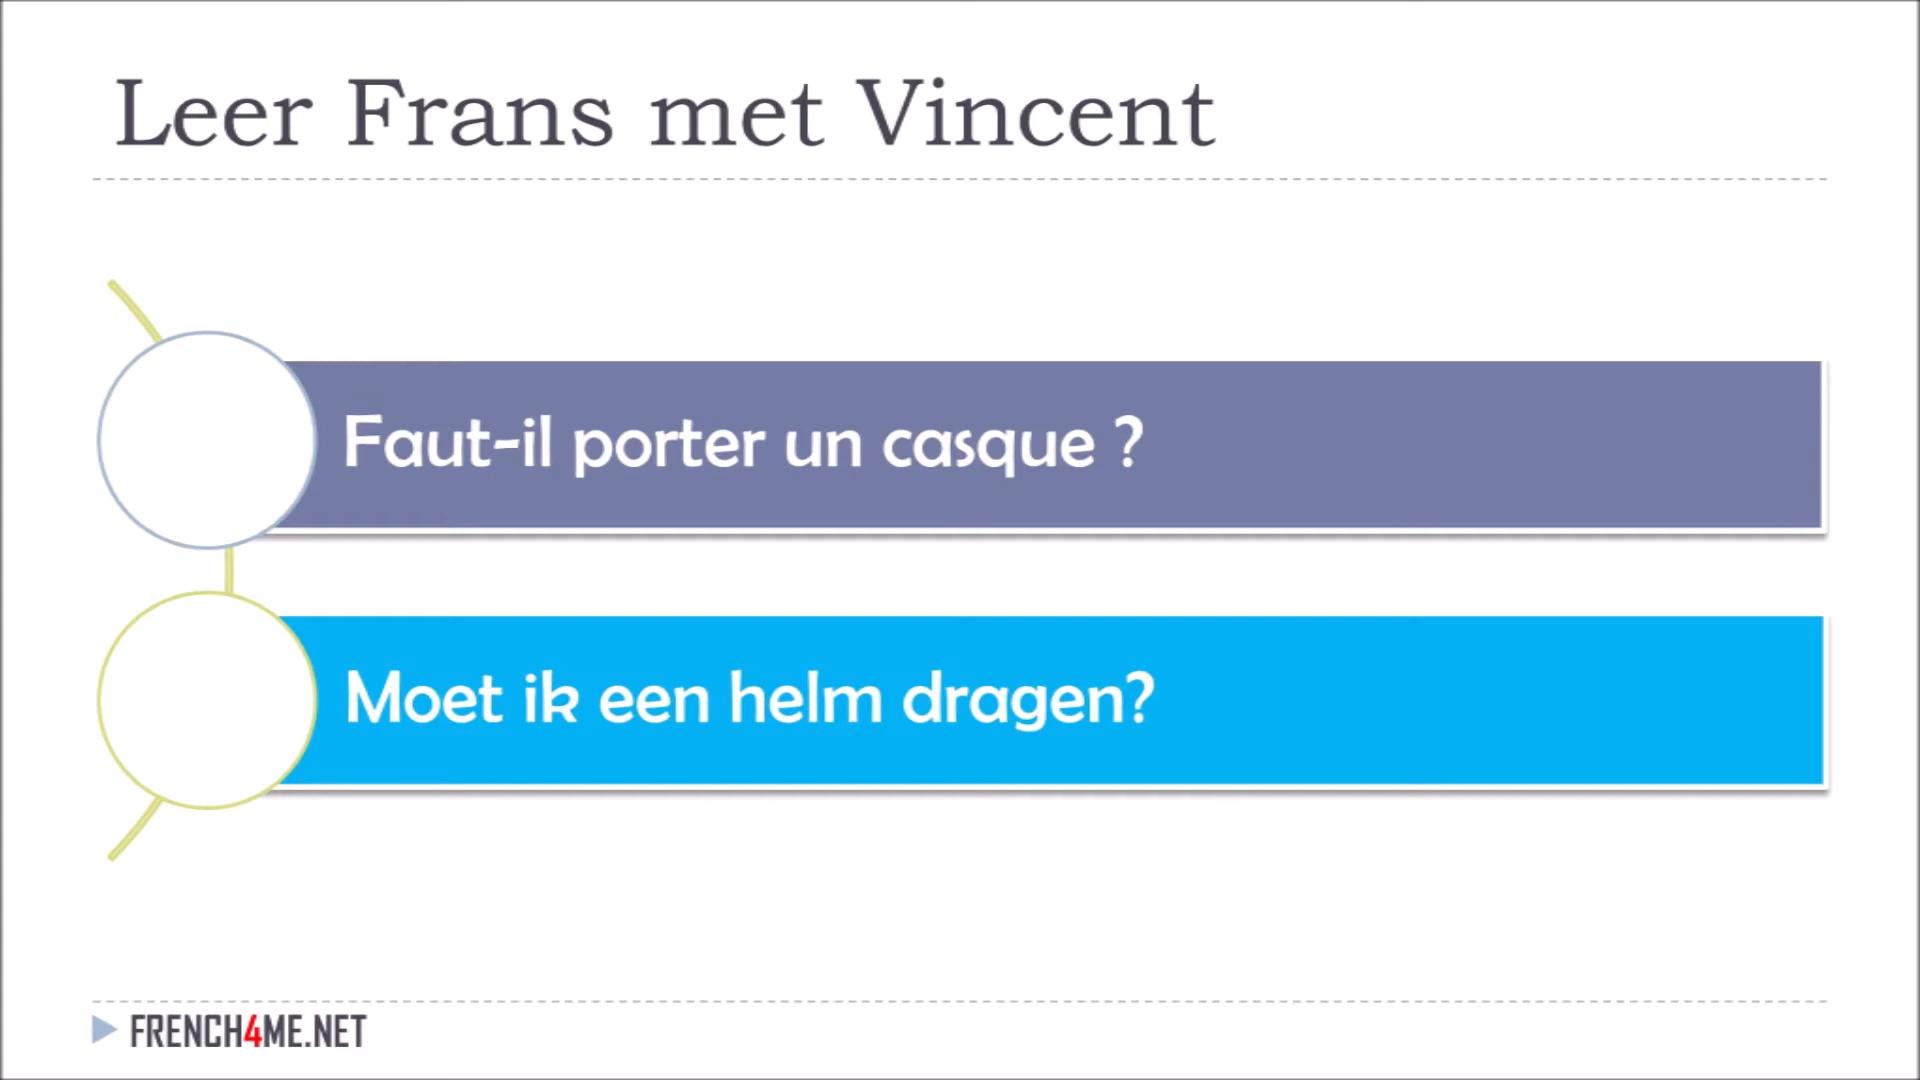 Leer Frans met Vincent
Faut-il porter un casque ?
Moet ik een helm dragen?
FRENCH4ME.NET